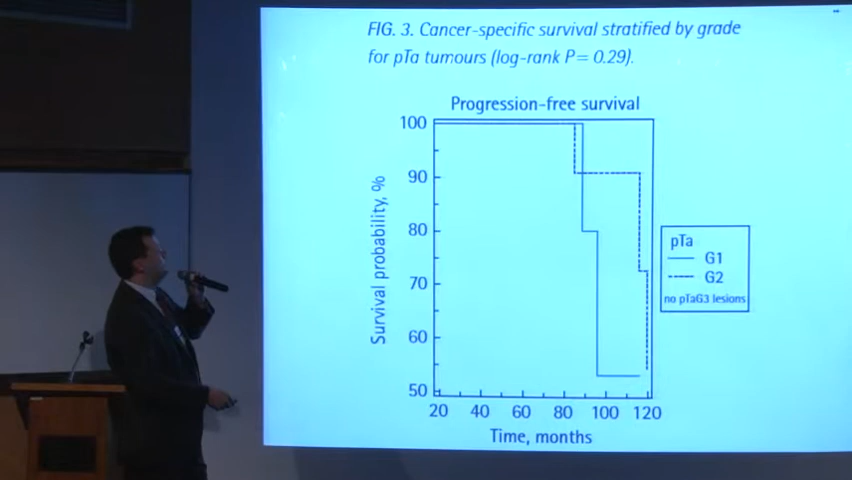 FIG. 3. Cancer-specific survival stratified by grade
for pTa tumours (log-rank P= 0.29).
Progression-free survival
Survival probability, %
100
90
80
70
60
50
20 40 60 80 100 120
Time, months
pTa
G1
G2
no pTaG3 lesions